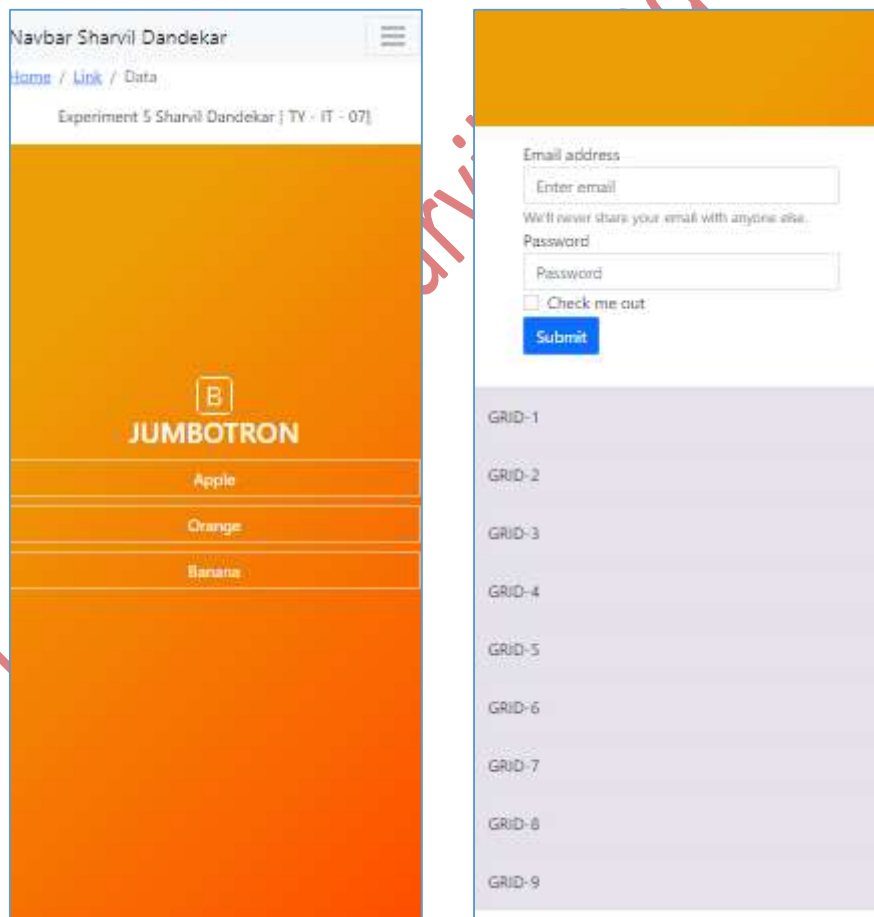 Navbar Sharvil Dandekar
Home / Link / Data
Experiment 5 Sharvil Dandekar [ TY - IT - 07]
B
JUMBOTRON
Apple
Orange
Banana
Email address
Enter email
We'll never share your email with anyone else.
Password
Password
Check me out
Submit
GRID-1
GRID-2
GRID-3
GRID-4
GRID-5
GRID-6
GRID-7
GRID-8
GRID-9